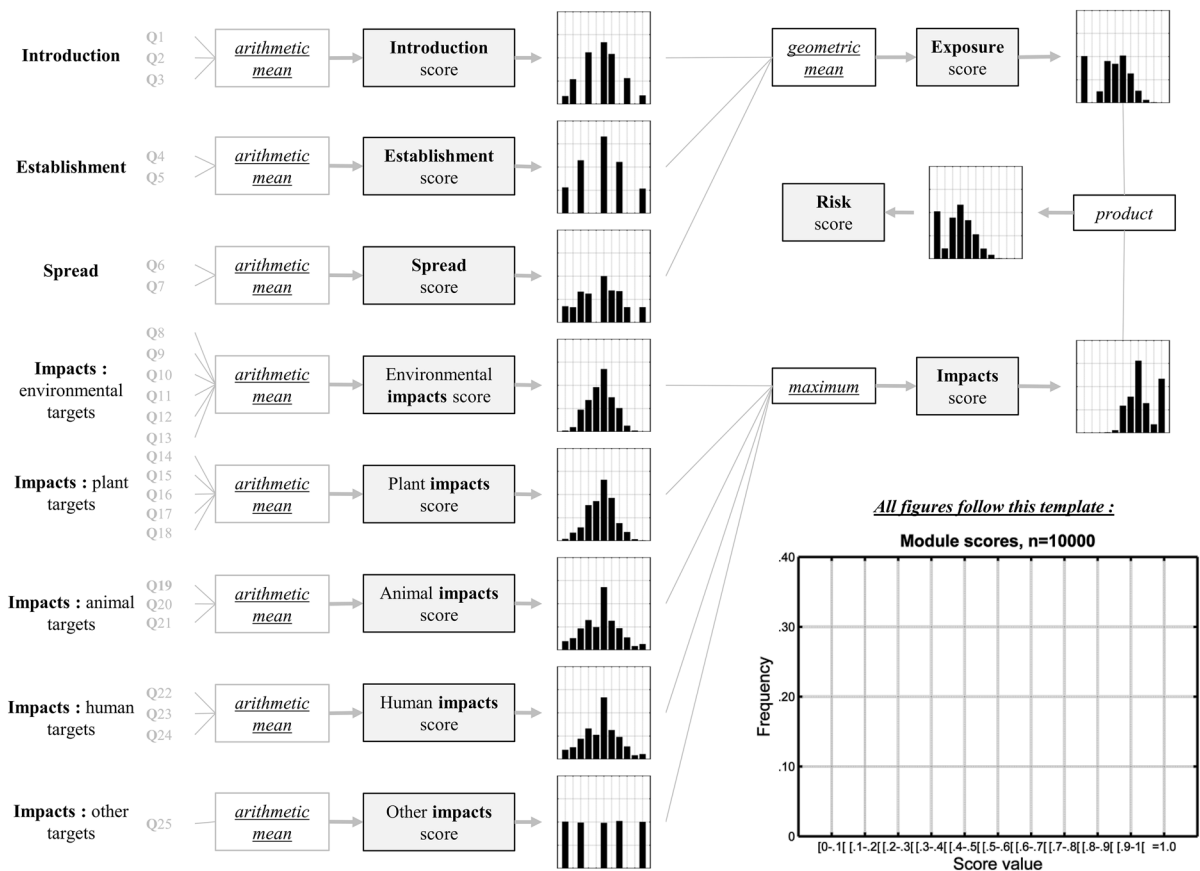 Introduction
Q1
Q2
Q3
arithmetic
mean
Introduction
score
geometric
mean
Exposure
score
Establishment
Q4
Q5
arithmetic
mean
Establishment
score
Risk
score
product
Spread
Q6
Q7
arithmetic
mean
Spread
score
Impacts :
environmental
targets
Q8
Q9
Q10
Q11
Q12
Q13
arithmetic
mean
Environmental
impacts score
maximum
Impacts
score
Impacts : plant
targets
Q14
Q15
Q16
Q17
Q18
arithmetic
mean
Plant impacts
score
Impacts : animal
targets
Q19
Q20
Q21
arithmetic
mean
Animal impacts
score
Impacts : human
targets
Q22
Q23
Q24
arithmetic
mean
Human impacts
score
Impacts : other
targets
Q25
arithmetic
mean
Other impacts
score
All figures follow this template :
Module scores, n=10000
Frequency
.40
.30
.20
.10
0
[0-.1[ [.1-.2[ [.2-.3[ [.3-.4[ [.4-.5[ [.5-.6[ [.6-.7[ [.7-.8[ [.8-.9[ [.9-1[ =1.0
Score value